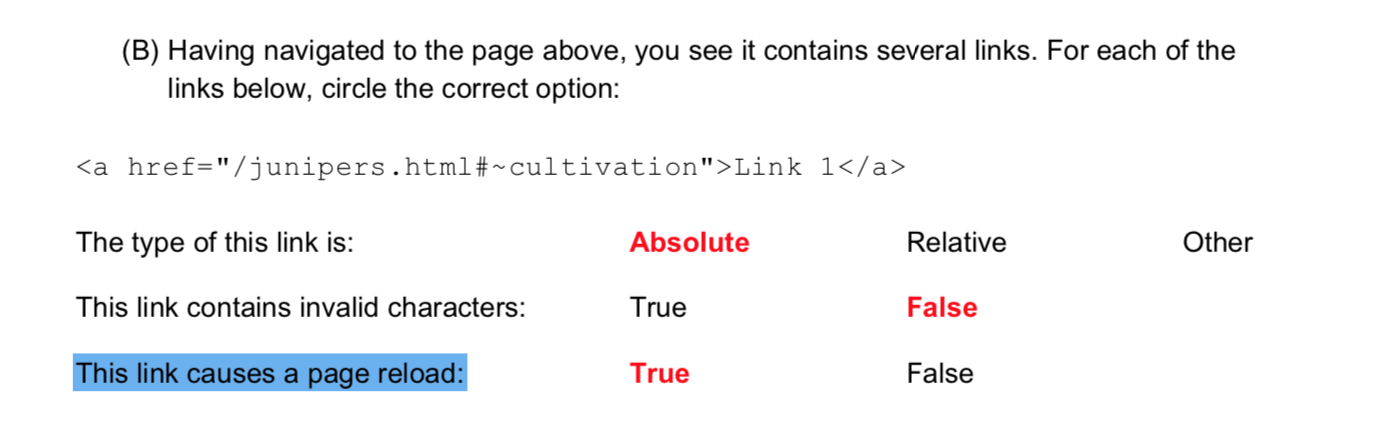 (B) Having navigated to the page above, you see it contains several links. For each of the
links below, circle the correct option:
<a href="/junipers.html#~cultivation">Link 1</a>
The type of this link is: Absolute Relative Other
This link contains invalid characters: True False
This link causes a page reload: True False